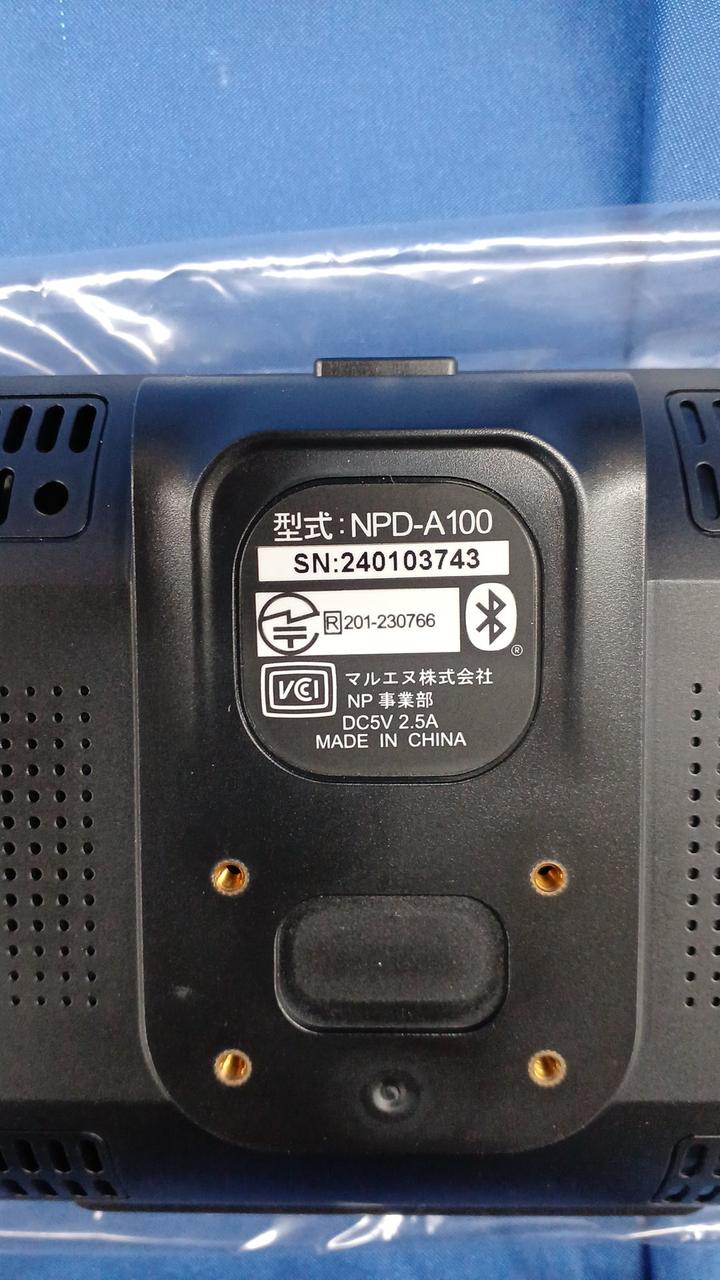 型式：NPD-A100
SN:240103743
R 201-230766
®
VCCI
マルエヌ株式会社
NP 事業部
DC5V 2.5A
MADE IN CHINA